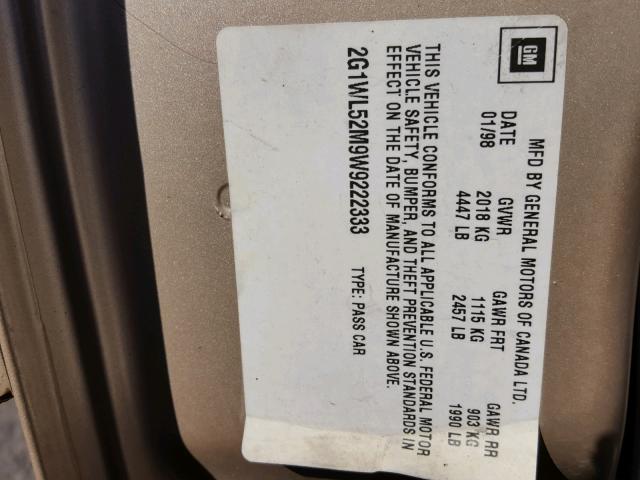 GM
MFD BY GENERAL MOTORS OF CANADA LTD.
DATE GVWR GAWR FRT GAWR RR
01/98 2018 KG 1115 KG 903 KG
4447 LB 2457 LB 1990 LB
THIS VEHICLE CONFORMS TO ALL APPLICABLE U.S. FEDERAL MOTOR
VEHICLE SAFETY, BUMPER, AND THEFT PREVENTION STANDARDS IN
EFFECT ON THE DATE OF MANUFACTURE SHOWN ABOVE.
2G1WL52M9W9222333 TYPE: PASS CAR